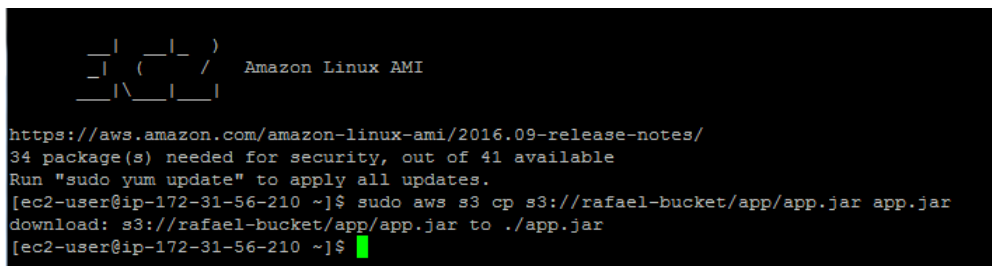 __|  __|_  )
_|  (     /   Amazon Linux AMI
___|\___|___|
https://aws.amazon.com/amazon-linux-ami/2016.09-release-notes/
34 package(s) needed for security, out of 41 available
Run "sudo yum update" to apply all updates.
[ec2-user@ip-172-31-56-210 ~]$ sudo aws s3 cp s3://rafael-bucket/app/app.jar app.jar
download: s3://rafael-bucket/app/app.jar to ./app.jar
[ec2-user@ip-172-31-56-210 ~]$